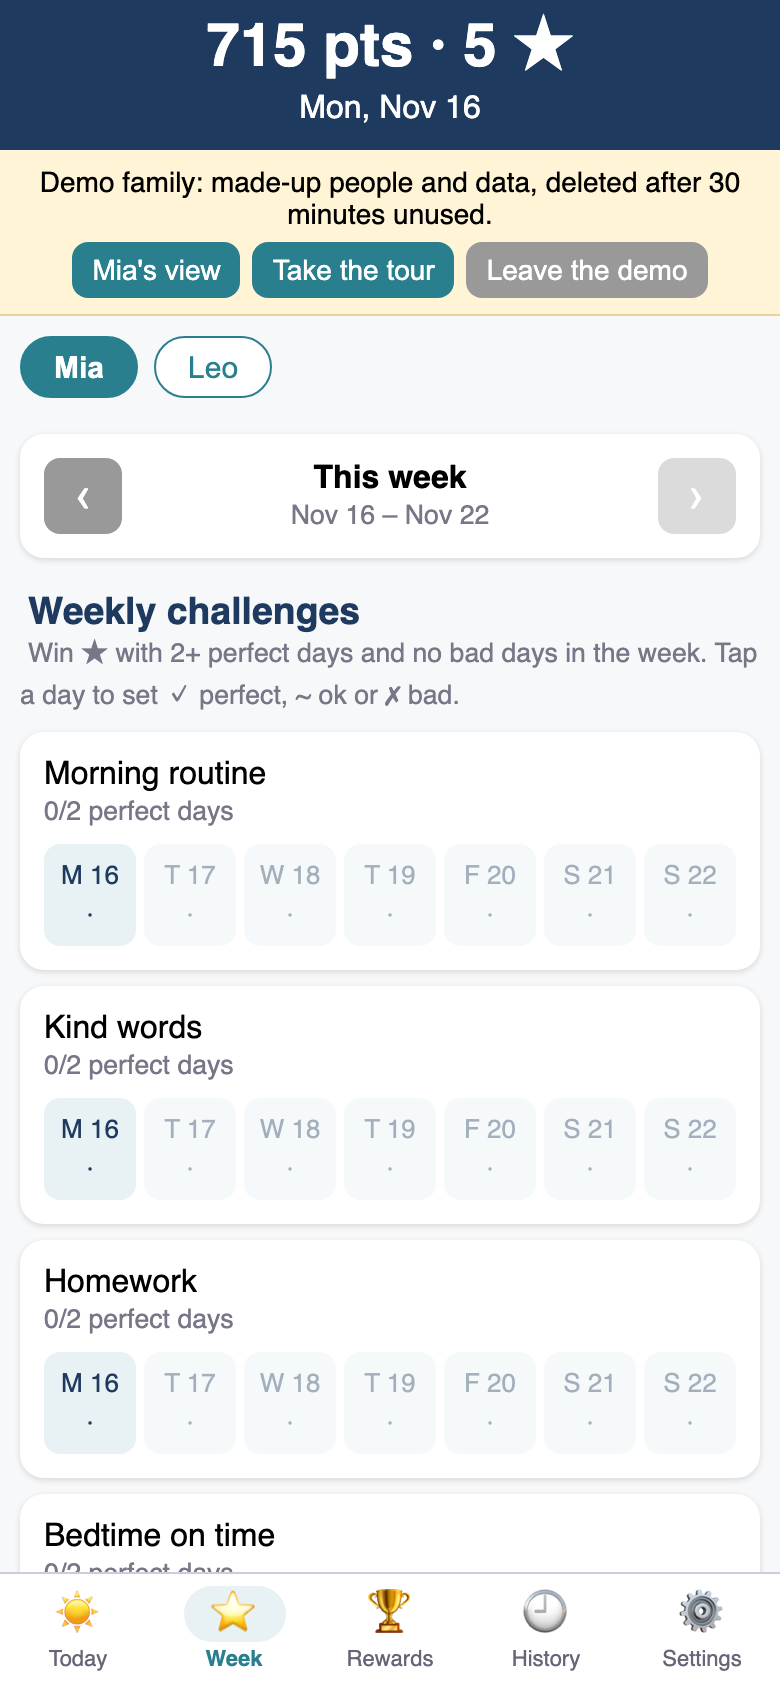 715 pts · 5 ★
Mon, Nov 16
Demo family: made-up people and data, deleted after 30
minutes unused.
Mia's view
Take the tour
Leave the demo
Mia
Leo
‹
This week
›
Nov 16 – Nov 22
Weekly challenges
Win ★ with 2+ perfect days and no bad days in the week. Tap
a day to set ✓ perfect, ~ ok or ✗ bad.
Morning routine
0/2 perfect days
M 16 T 17 W 18 T 19 F 20 S 21 S 22
· · · · · · ·
Kind words
0/2 perfect days
M 16 T 17 W 18 T 19 F 20 S 21 S 22
· · · · · · ·
Homework
0/2 perfect days
M 16 T 17 W 18 T 19 F 20 S 21 S 22
· · · · · · ·
Bedtime on time
0/2 perfect days
Today Week Rewards History Settings